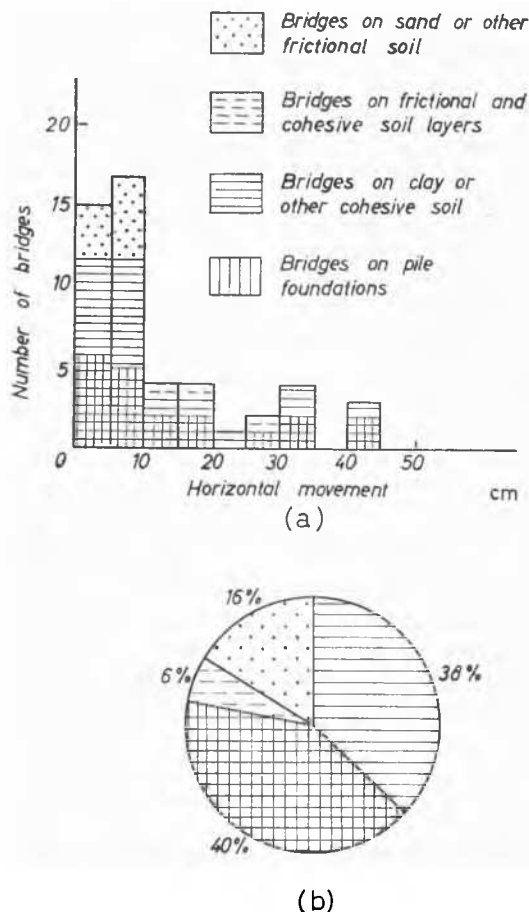 Bridges on sand or other
frictional soil
Bridges on frictional and
cohesive soil layers
Bridges on clay or
other cohesive soil
Bridges on pile
foundations
Number of bridges
20
15
10
5
0
10
20
30
40
50
Horizontal movement
cm
(a)
16%
6%
38%
40%
(b)